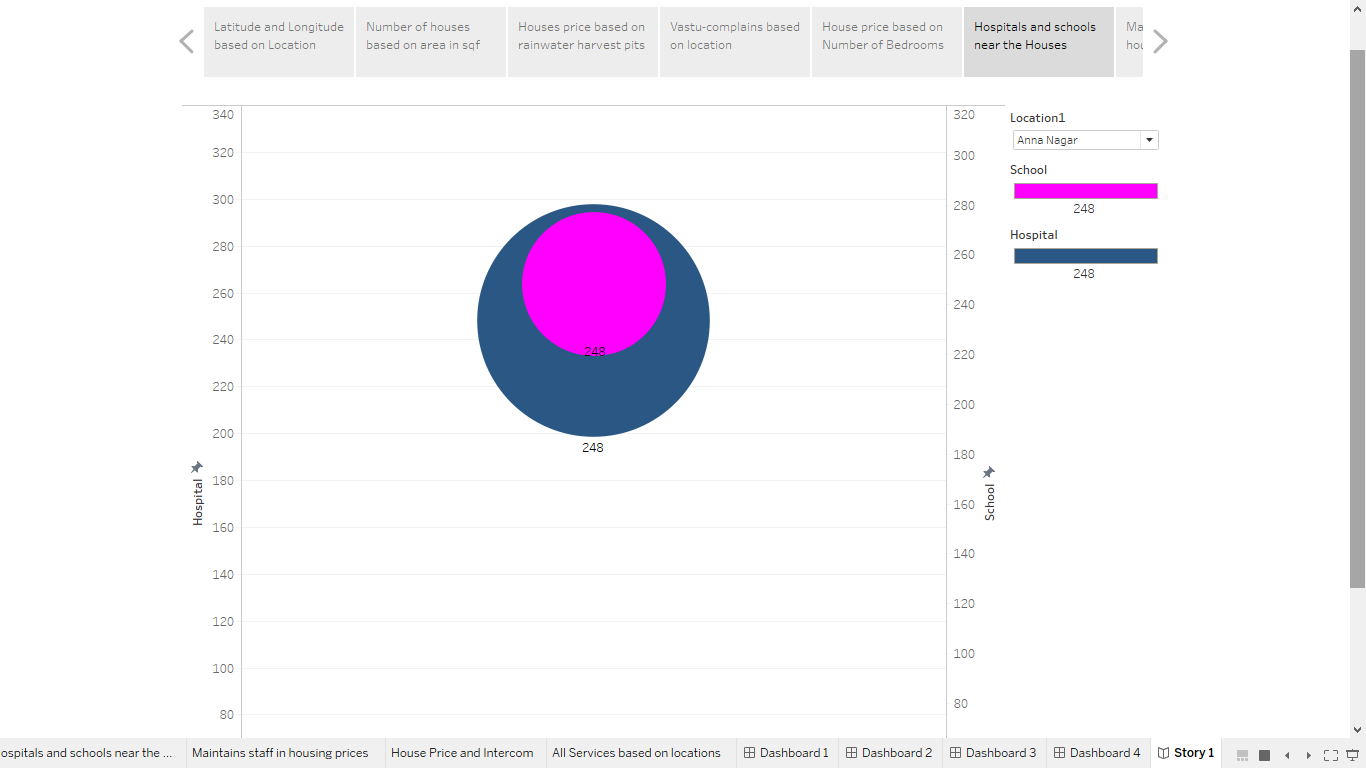 Latitude and Longitude
based on Location
Number of houses
based on area in sqf
Houses price based on
rainwater harvest pits
Vastu-complains based
on location
House price based on
Number of Bedrooms
Hospitals and schools
near the Houses
Ma
hou
340
320
300
280
260
240
220
200
180
160
140
120
100
80
Hospital
248
248
320
300
280
260
240
220
200
180
160
140
120
100
80
School
Location1
Anna Nagar
School
248
Hospital
248
ospitals and schools near the ...
Maintains staff in housing prices
House Price and Intercom
All Services based on locations
Dashboard 1
Dashboard 2
Dashboard 3
Dashboard 4
Story 1